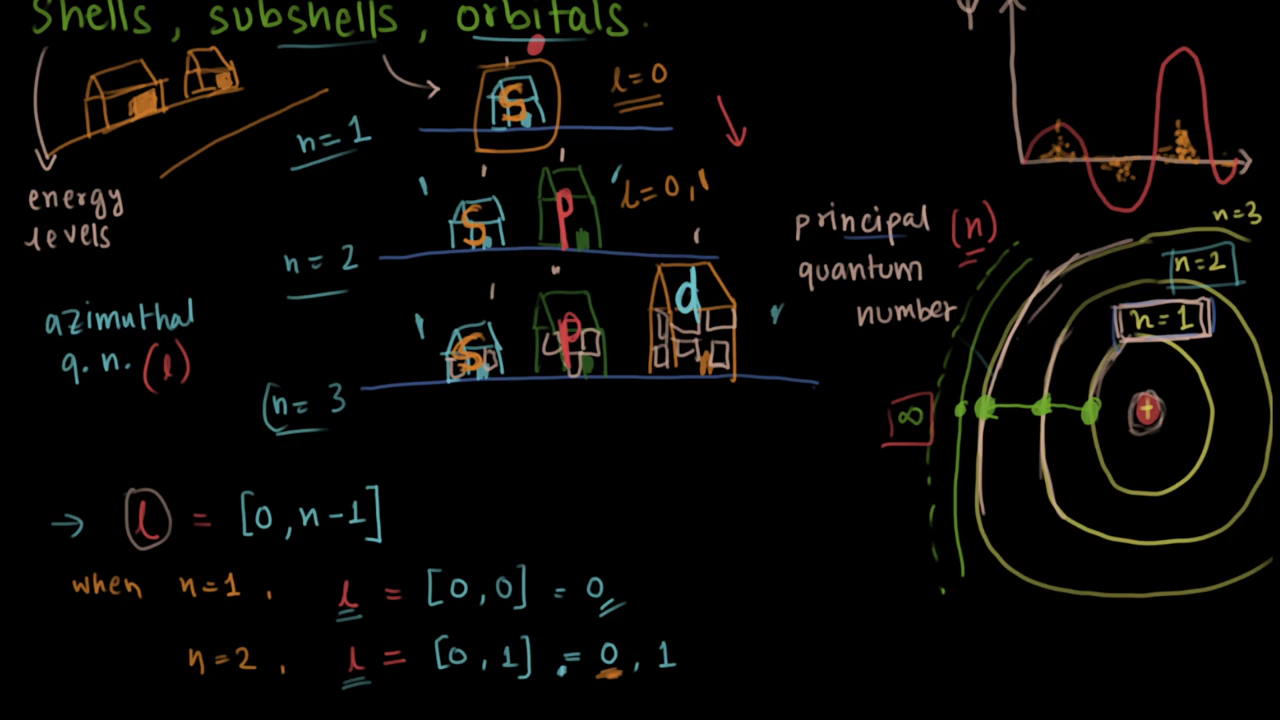 Shells, subshells, orbitals.
ψ
S
l=0
n=1
energy levels
S
p
l=0,1
n=2
principal (n)
quantum
number
n=3
n=2
n=1
azimuthal
q.n. (l)
S
p
d
n=3
∞
+
→ l = [0, n-1]
when n=1, l = [0, 0] = 0
n=2, l = [0, 1] = 0, 1